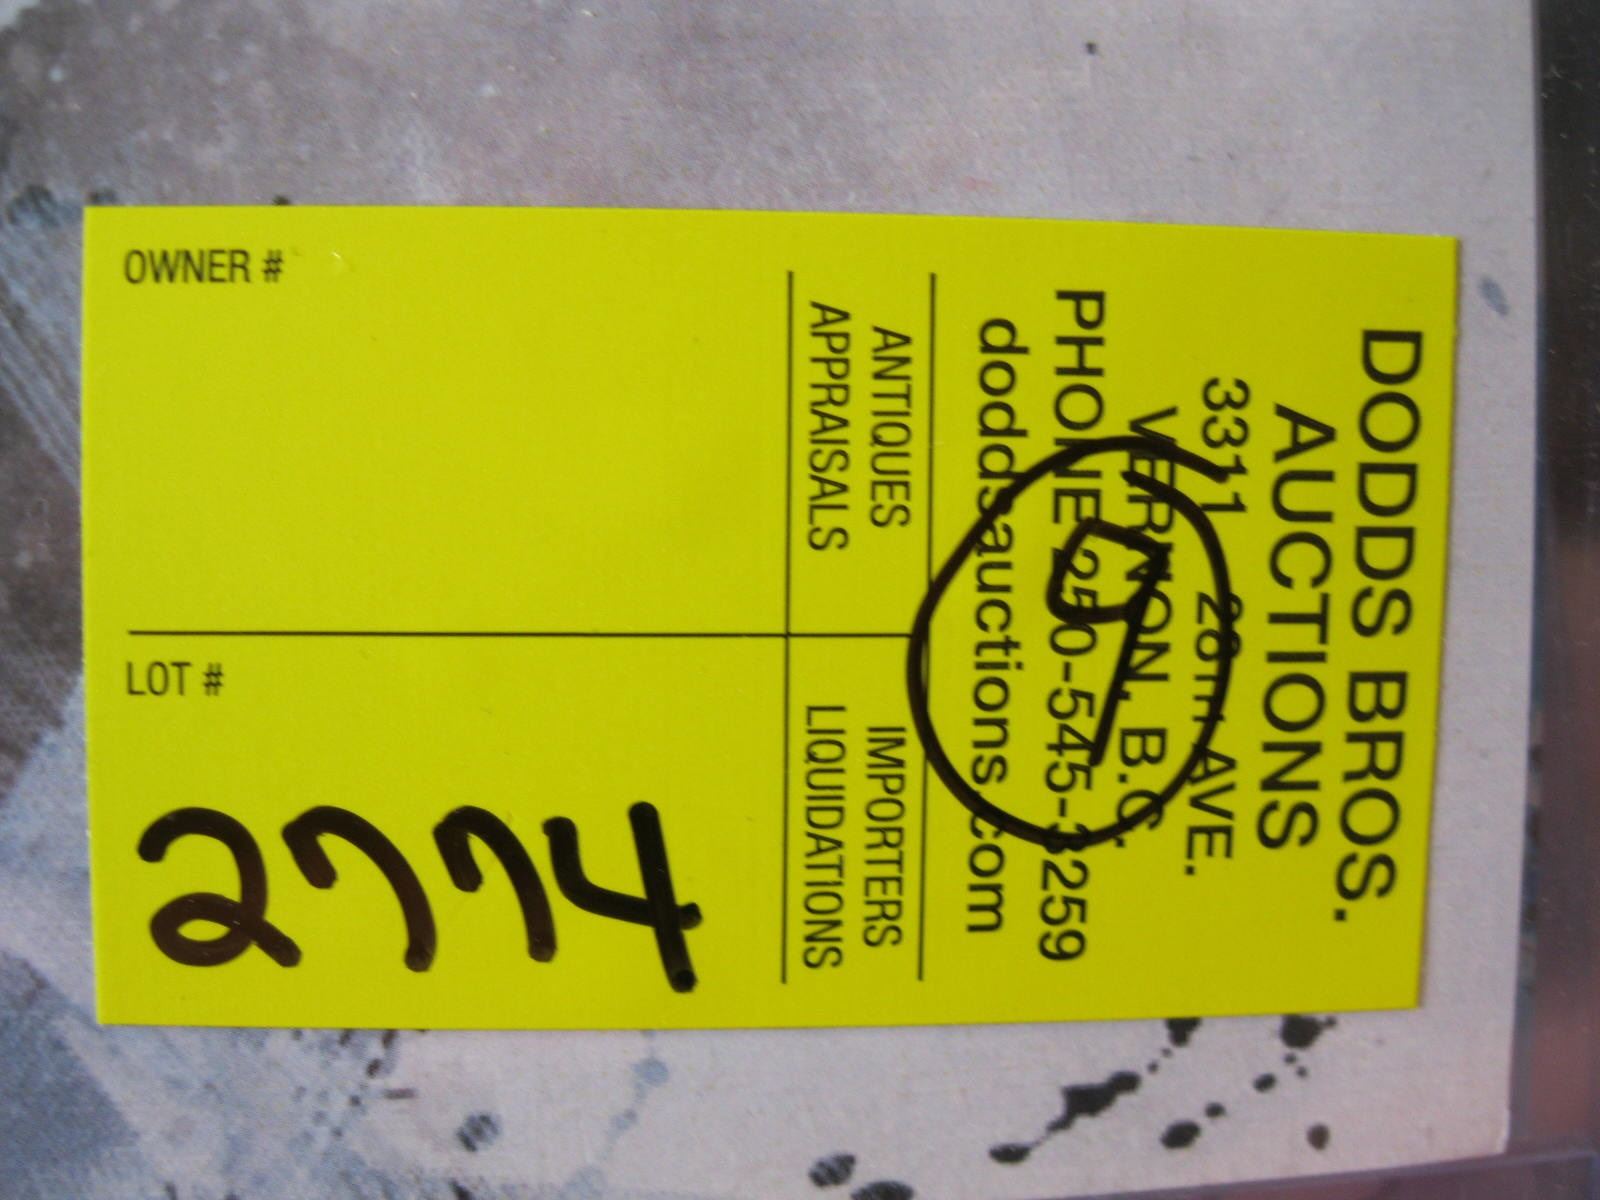 DODDS BROS.
AUCTIONS
3311 28TH AVE.
VERNON, B.C.
PHONE 250-545-3259
doddsauctions.com
9
ANTIQUES
APPRAISALS
IMPORTERS
LIQUIDATIONS
OWNER #
LOT #
2774